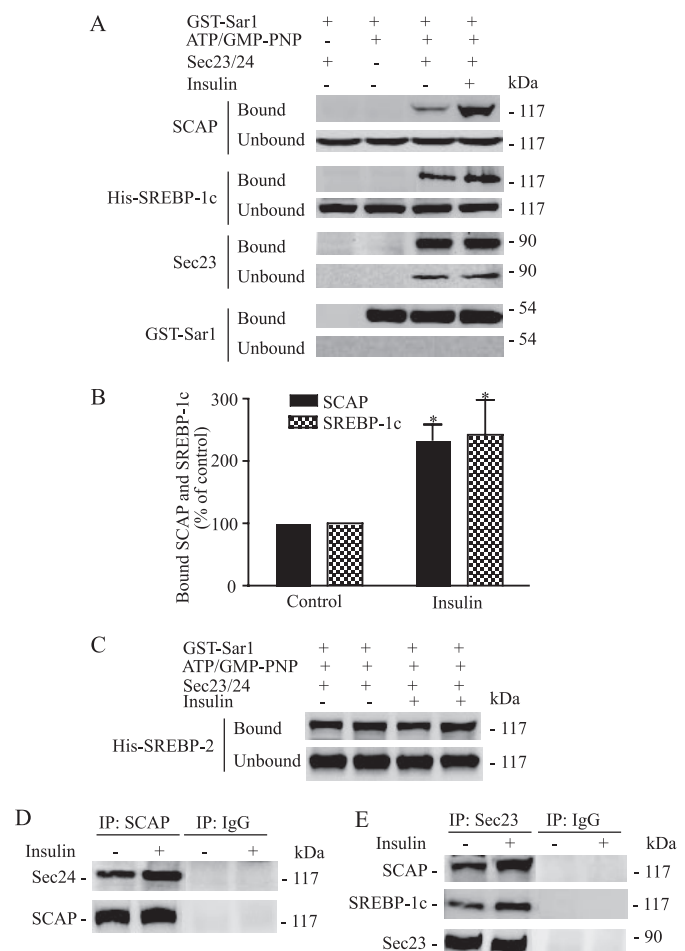 A
GST-Sar1 + + + +
ATP/GMP-PNP - + + +
Sec23/24 + - + +
Insulin - - - + kDa
SCAP
Bound - 117
Unbound - 117
His-SREBP-1c
Bound - 117
Unbound - 117
Sec23
Bound - 90
Unbound - 90
GST-Sar1
Bound - 54
Unbound - 54
B
Bound SCAP and SREBP-1c
(% of control)
300
200
100
0
SCAP
SREBP-1c
* *
Control Insulin
C
GST-Sar1 + + + +
ATP/GMP-PNP + + + +
Sec23/24 + + + +
Insulin - - + + kDa
His-SREBP-2
Bound - 117
Unbound - 117
D
IP: SCAP IP: IgG
Insulin - + - + kDa
Sec24 - - 117
SCAP - - 117
E
IP: Sec23 IP: IgG
Insulin - + - + kDa
SCAP - - 117
SREBP-1c - - 117
Sec23 - - 90